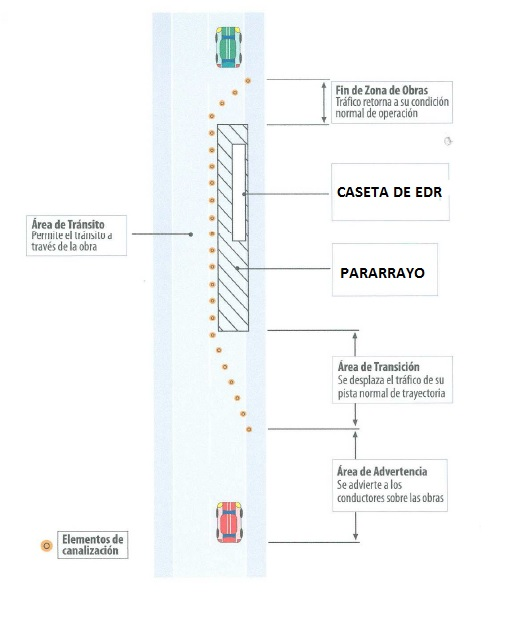 Fin de Zona de Obras
Tráfico retorna a su condición
normal de operación
CASETA DE EDR
Área de Tránsito
Permite el tránsito a
través de la obra
PARARRAYO
Área de Transición
Se desplaza el tráfico de su
pista normal de trayectoria
Área de Advertencia
Se advierte a los
conductores sobre las obras
Elementos de
canalización